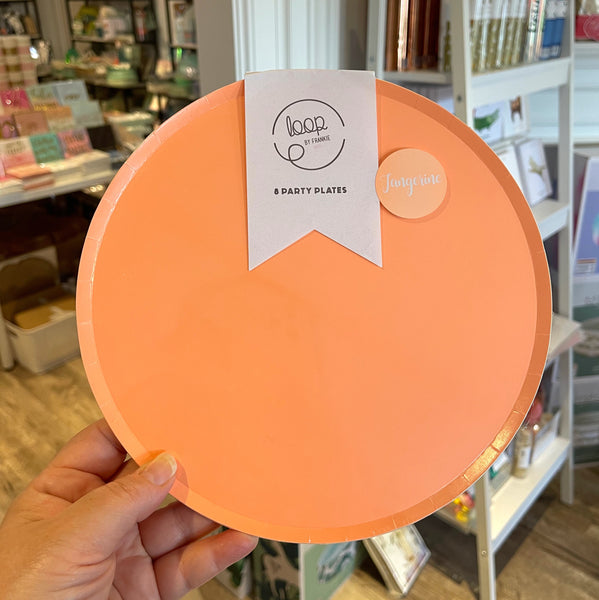 loop
BY FRANKIE
8 PARTY PLATES
Tangerine